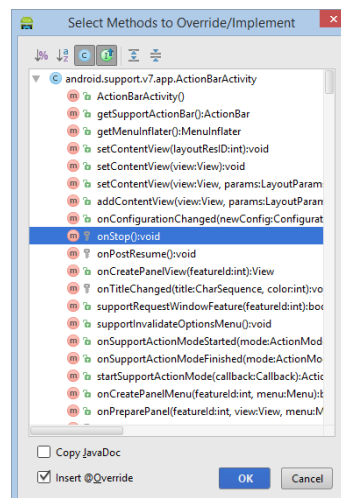 Select Methods to Override/Implement
android.support.v7.app.ActionBarActivity
ActionBarActivity()
getSupportActionBar():ActionBar
getMenuInflater():MenuInflater
setContentView(layoutResID:int):void
setContentView(view:View):void
setContentView(view:View, params:LayoutParam
addContentView(view:View, params:LayoutParan
onConfigurationChanged(newConfig:Configurat
onStop():void
onPostResume():void
onCreatePanelView(featureId:int):View
onTitleChanged(title:CharSequence, color:int):vo
supportRequestWindowFeature(featureId:int):boo
supportInvalidateOptionsMenu():void
onSupportActionModeStarted(mode:ActionMod
onSupportActionModeFinished(mode:ActionMo
startSupportActionMode(callback:Callback):Actic
onCreatePanelMenu(featureId:int, menu:Menu):b
onPreparePanel(featureId:int, view:View, menu:M
Copy JavaDoc
Insert @Override
OK
Cancel